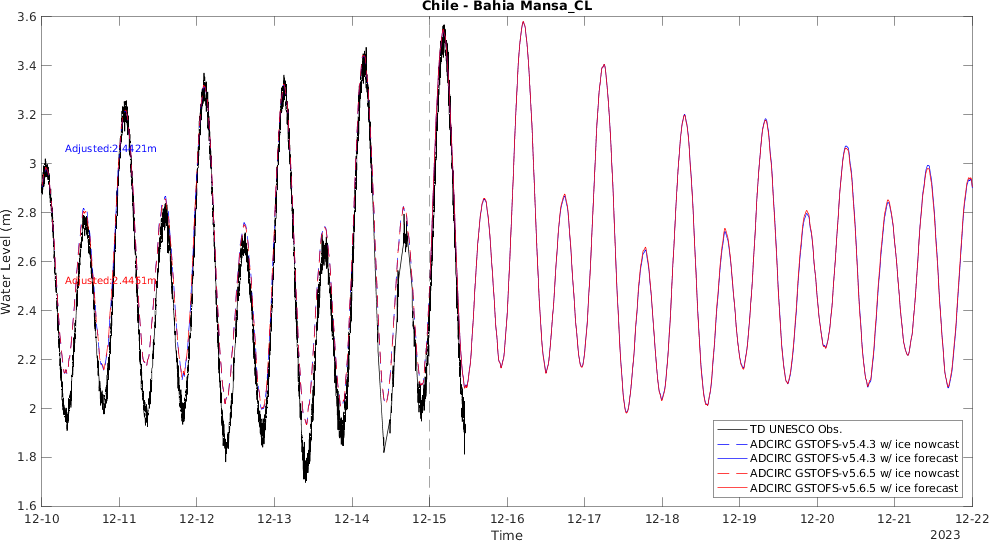 Chile - Bahia Mansa_CL
3.6
3.4
3.2
3
2.8
2.6
2.4
2.2
2
1.8
1.6
Water Level (m)
Adjusted:2.4421m
Adjusted:2.4451m
TD UNESCO Obs.
ADCIRC GSTOFS-v5.4.3 w/ ice nowcast
ADCIRC GSTOFS-v5.4.3 w/ ice forecast
ADCIRC GSTOFS-v5.6.5 w/ ice nowcast
ADCIRC GSTOFS-v5.6.5 w/ ice forecast
12-10 12-11 12-12 12-13 12-14 12-15 12-16 12-17 12-18 12-19 12-20 12-21 12-22
Time
2023